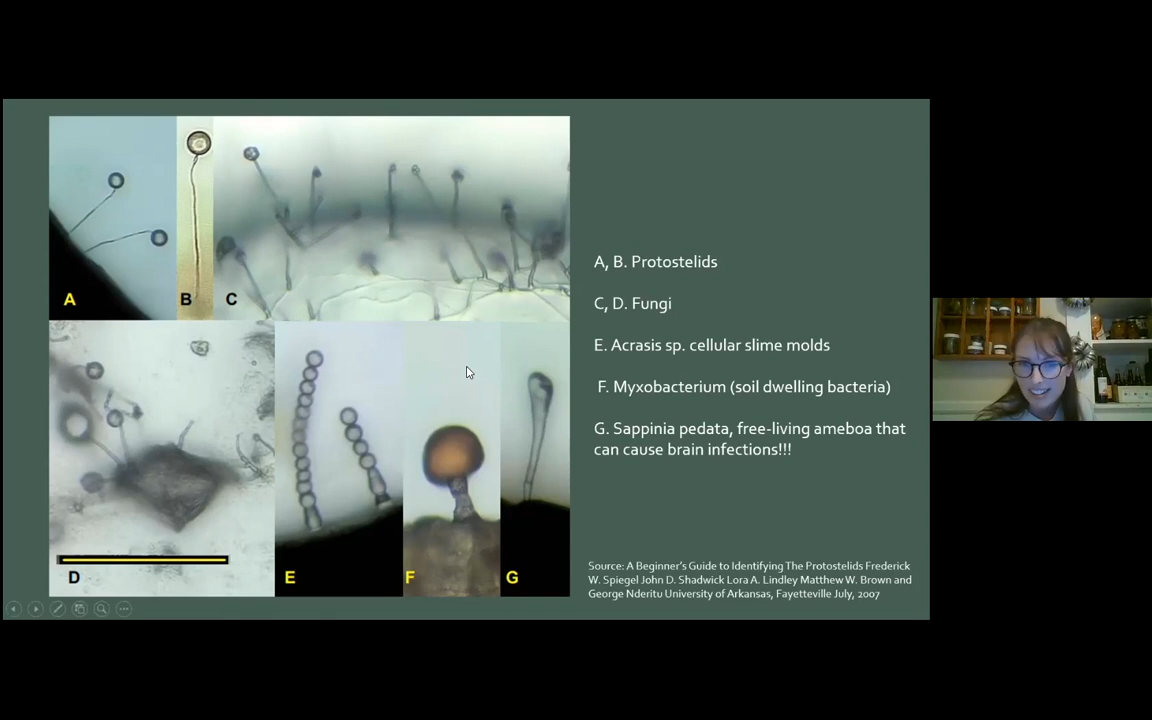 A
B
C
D
E
F
G
A, B. Protostelids
C, D. Fungi
E. Acrasis sp. cellular slime molds
F. Myxobacterium (soil dwelling bacteria)
G. Sappinia pedata, free-living ameboa that
can cause brain infections!!!
Source: A Beginner's Guide to Identifying The Protostelids Frederick
W. Spiegel John D. Shadwick Lora A. Lindley Matthew W. Brown and
George Nderitu University of Arkansas, Fayetteville July, 2007